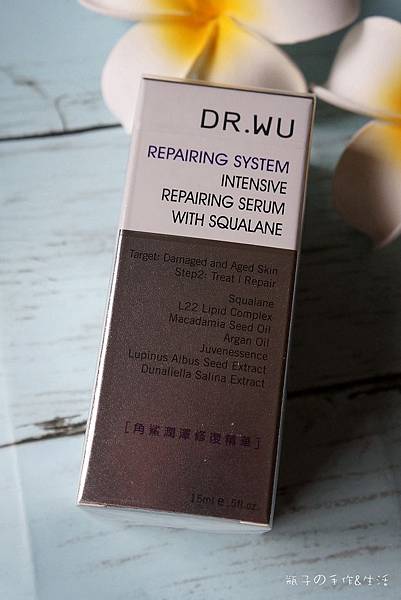 DR.WU
REPAIRING SYSTEM
INTENSIVE
REPAIRING SERUM
WITH SQUALANE
Target: Damaged and Aged Skin
Step2: Treat | Repair
Squalane
L22 Lipid Complex
Macadamia Seed Oil
Argan Oil
Juvenessence
Lupinus Albus Seed Extract
Dunaliella Salina Extract
[角鯊潤澤修復精華]
15ml e .5fl.oz.
瓶子の手作&生活